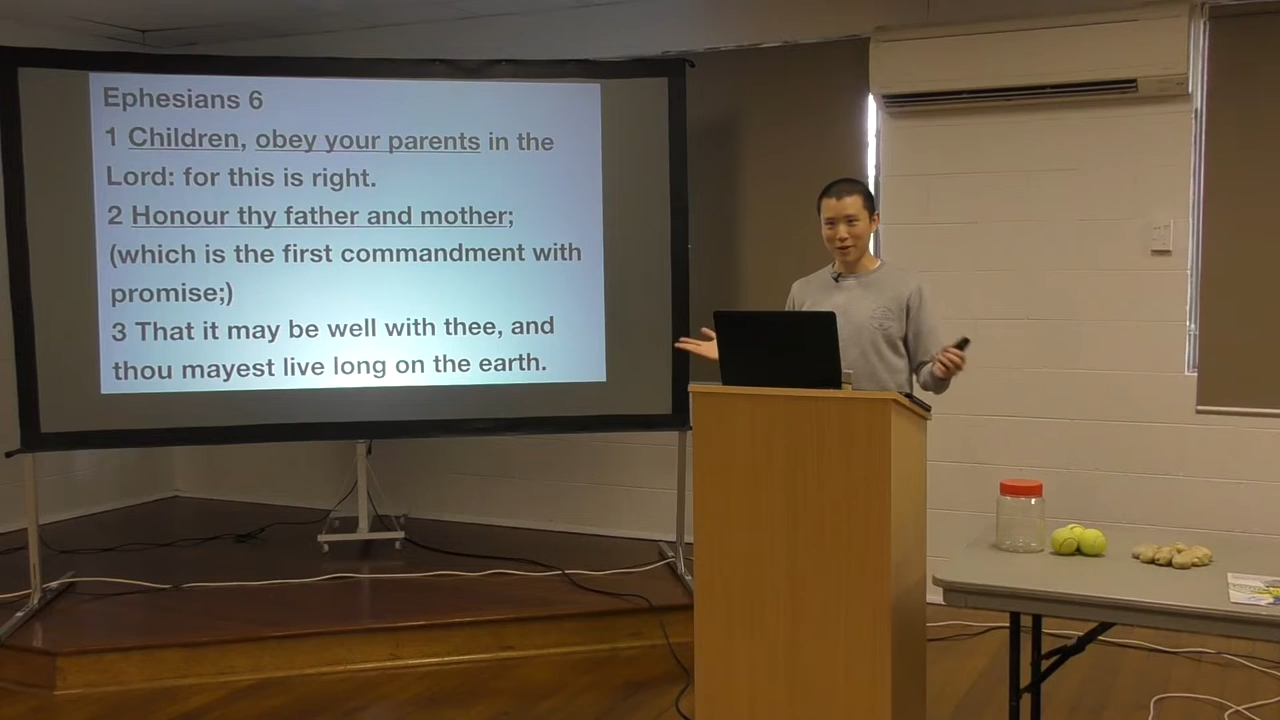 Ephesians 6
1 Children, obey your parents in the
Lord: for this is right.
2 Honour thy father and mother;
(which is the first commandment with
promise;)
3 That it may be well with thee, and
thou mayest live long on the earth.